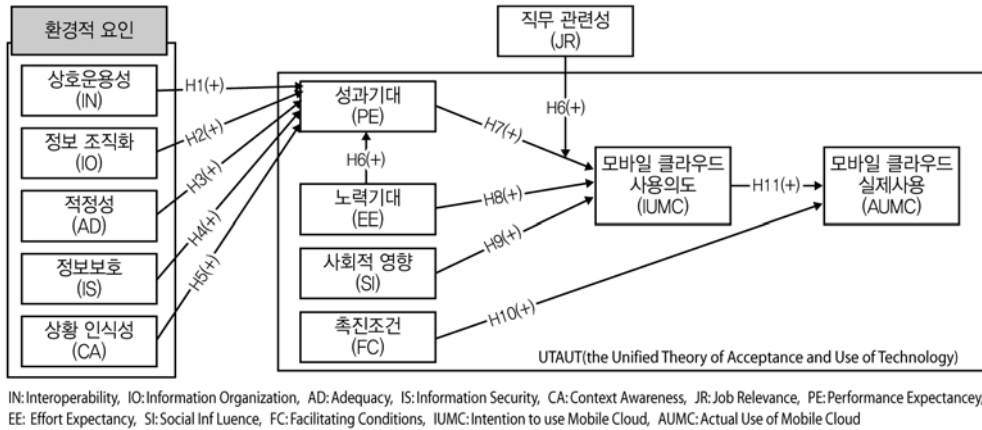 환경적 요인
상호운용성
(IN)
정보 조직화
(IO)
적정성
(AD)
정보보호
(IS)
상황 인식성
(CA)
H1(+)
H2(+)
H3(+)
H4(+)
H5(+)
직무 관련성
(JR)
H6(+)
성과기대
(PE)
H6(+)
노력기대
(EE)
사회적 영향
(SI)
촉진조건
(FC)
H7(+)
H8(+)
H9(+)
H10(+)
모바일 클라우드
사용의도
(IUMC)
H11(+)
모바일 클라우드
실제사용
(AUMC)
UTAUT(the Unified Theory of Acceptance and Use of Technology)
IN: Interoperability, IO: Information Organization, AD: Adequacy, IS: Information Security, CA: Context Awareness, JR: Job Relevance, PE: Performance Expectancey,
EE: Effort Expectancy, SI: Social Inf Luence, FC: Facilitating Conditions, IUMC: Intention to use Mobile Cloud, AUMC: Actual Use of Mobile Cloud